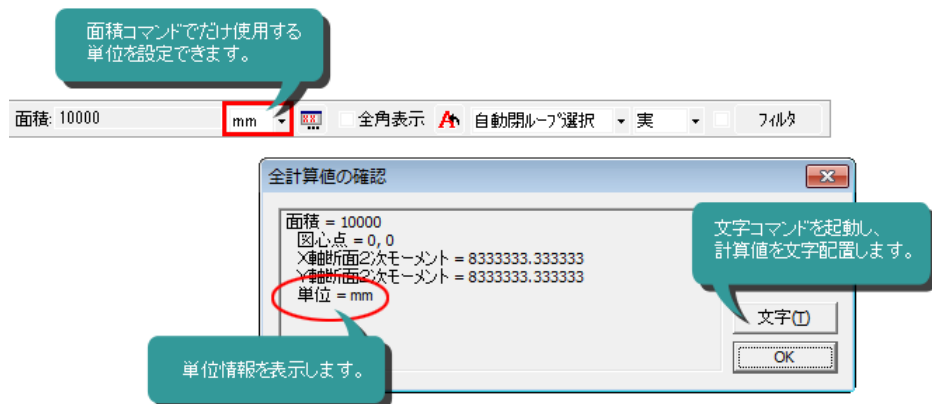 面積コマンドでだけ使用する
単位を設定できます。
面積: 10000 mm 全角表示 A 自動閉ループ選択 実 フィルタ
全計算値の確認
面積 = 10000
図心点 = 0, 0
X軸断面2次モーメント = 8333333.333333
Y軸断面2次モーメント = 8333333.333333
単位 = mm
文字コマンドを起動し、
計算値を文字配置します。
文字(T)
単位情報を表示します。
OK